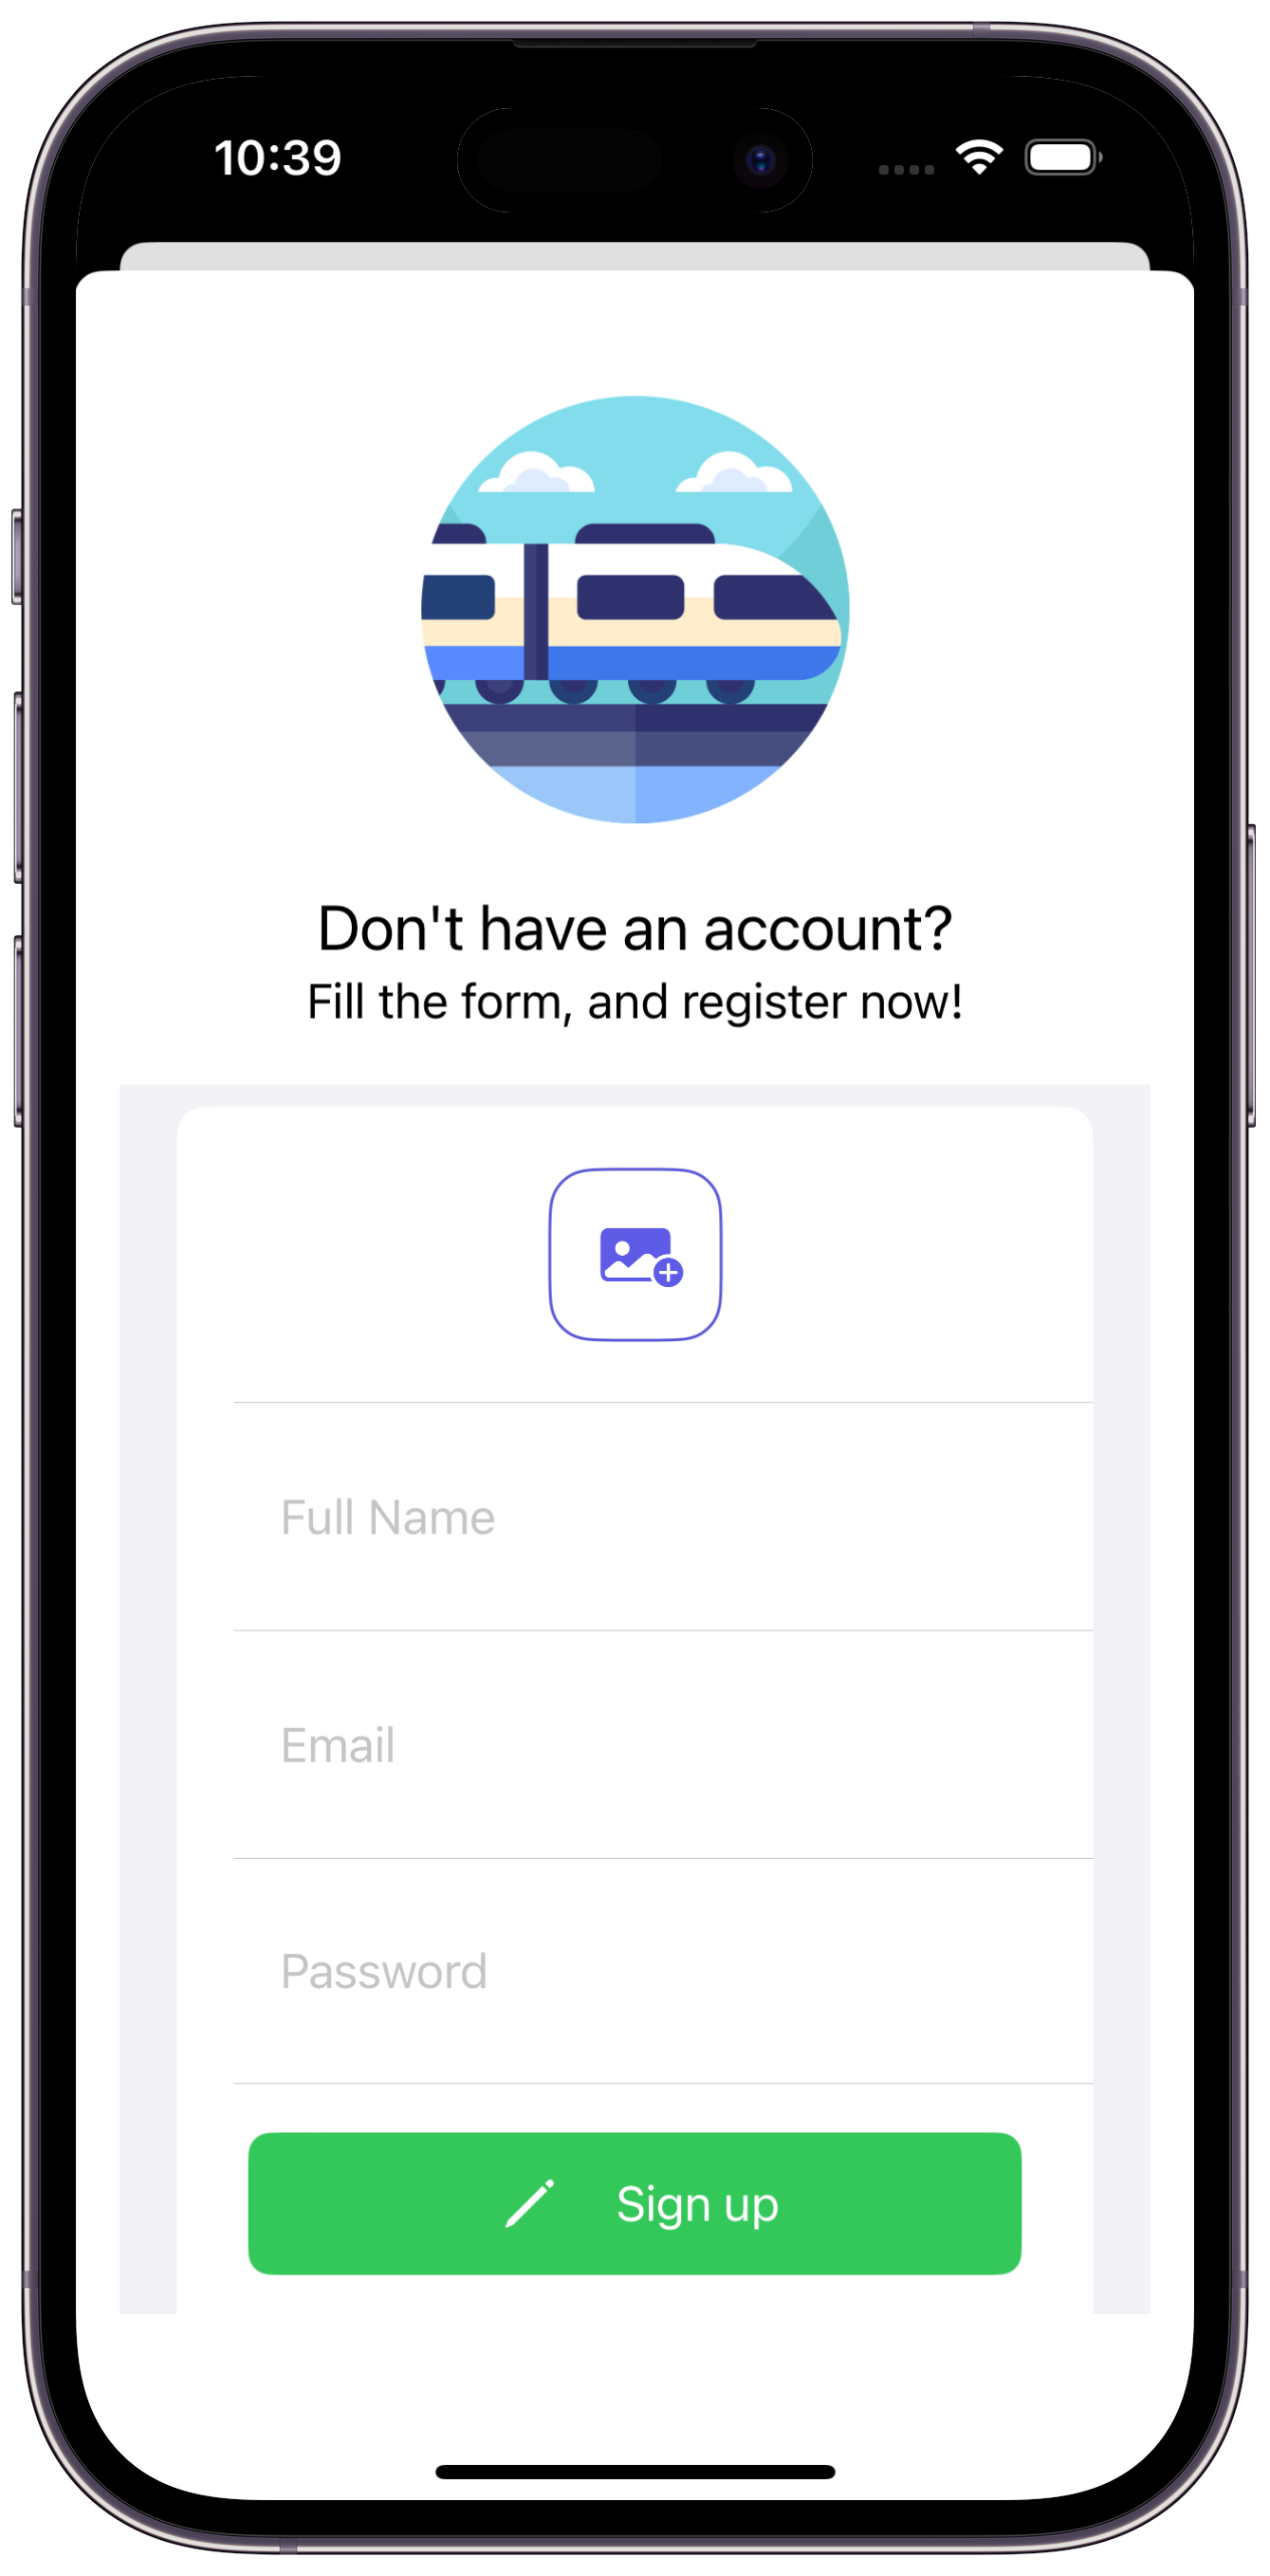 10:39
Don't have an account?
Fill the form, and register now!
Full Name
Email
Password
Sign up